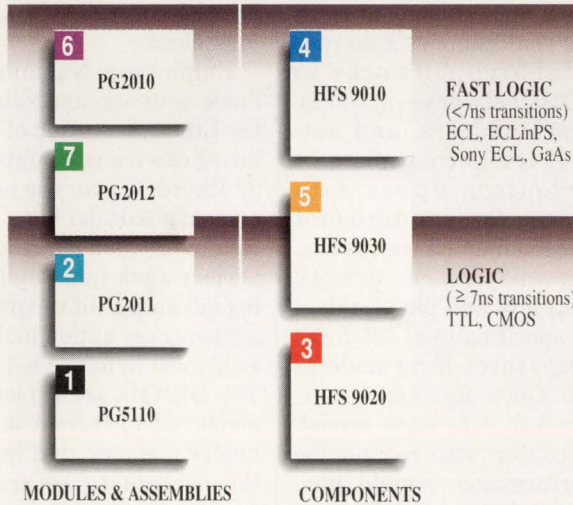 6
PG2010
7
PG2012
2
PG2011
1
PG5110
MODULES & ASSEMBLIES
4
HFS 9010
5
HFS 9030
3
HFS 9020
COMPONENTS
FAST LOGIC
(<7ns transitions)
ECL, ECLinPS,
Sony ECL, GaAs
LOGIC
(≥ 7ns transitions)
TTL, CMOS